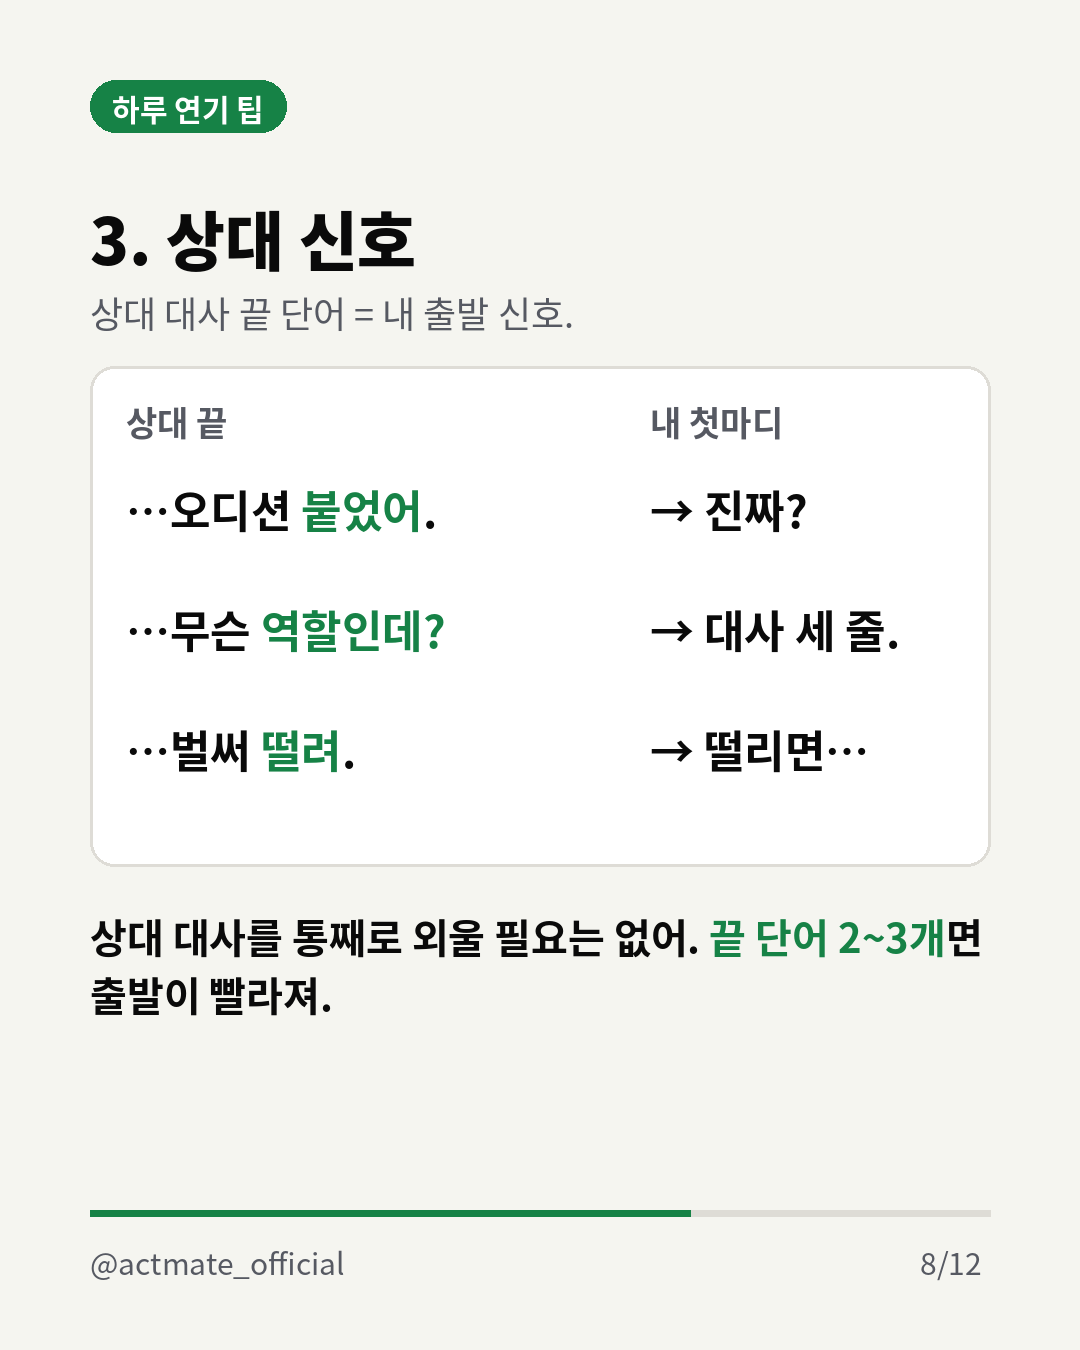 하루 연기 팁
3. 상대 신호
상대 대사 끝 단어 = 내 출발 신호.
상대 끝 내 첫마디
…오디션 붙었어. → 진짜?
…무슨 역할인데? → 대사 세 줄.
…벌써 떨려. → 떨리면…
상대 대사를 통째로 외울 필요는 없어. 끝 단어 2~3개면
출발이 빨라져.
@actmate_official 8/12